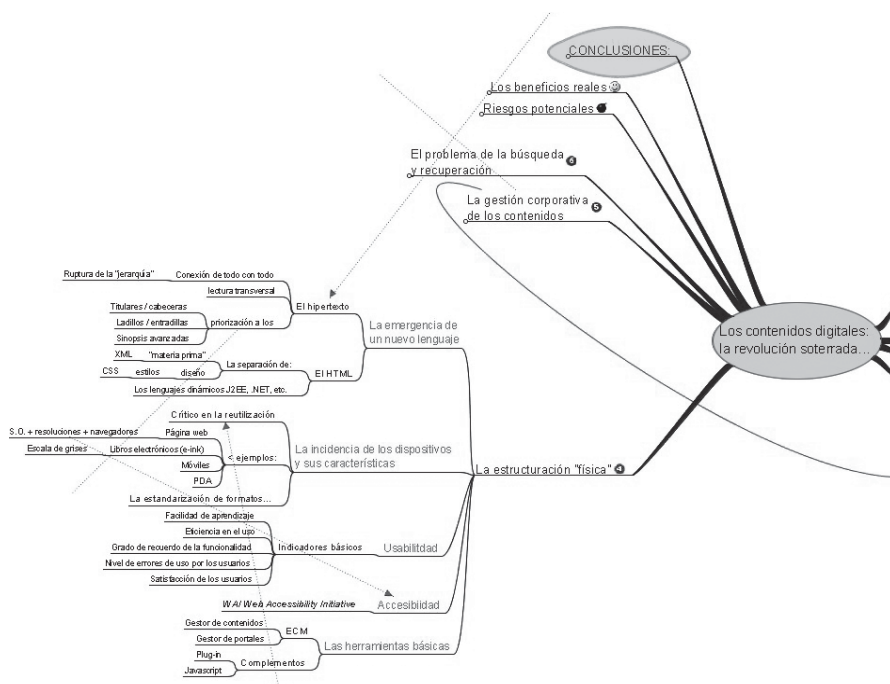 CONCLUSIONES:
Los beneficios reales
Riesgos potenciales
El problema de la búsqueda
y recuperación
6
La gestión corporativa
de los contenidos
5
Los contenidos digitales:
la revolución soterrada...
La estructuración "física"
4
La emergencia de
un nuevo lenguaje
El hipertexto
Conexión de todo con todo
Ruptura de la "jerarquía"
lectura transversal
priorización a los
Titulares / cabeceras
Ladillos / entradillas
Sinopsis avanzadas
El HTML
La separación de:
"materia prima"
XML
diseño
estilos
CSS
Los lenguajes dinámicos J2EE, .NET, etc.
La incidencia de los dispositivos
y sus características
Crítico en la reutilización
< ejemplos:
Página web
S.O. + resoluciones + navegadores
Libros electrónicos (e-ink)
Escala de grises
Móviles
PDA
La estandarización de formatos...
Usabilitdad
Indicadores básicos
Facilidad de aprendizaje
Eficiencia en el uso
Grado de recuerdo de la funcionalidad
Nivel de errores de uso por los usuarios
Satisfacción de los usuarios
Accesibilidad
WAI Web Accessibility Initiative
Las herramientas básicas
ECM
Gestor de contenidos
Gestor de portales
Complementos
Plug-in
Javascript